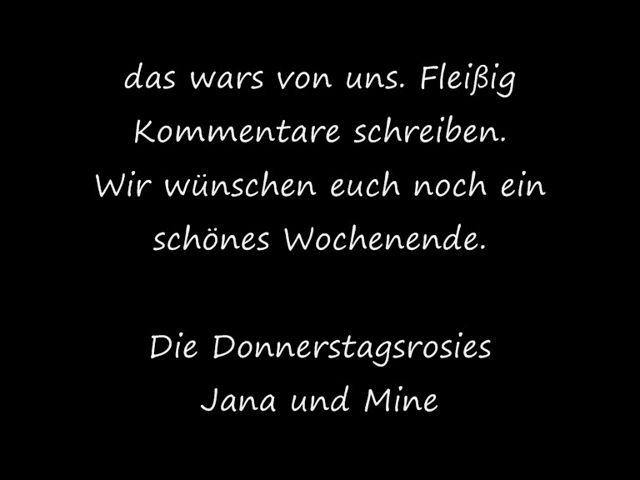 das wars von uns. Fleißig
Kommentare schreiben.
Wir wünschen euch noch ein
schönes Wochenende.
Die Donnerstagsrosies
Jana und Mine